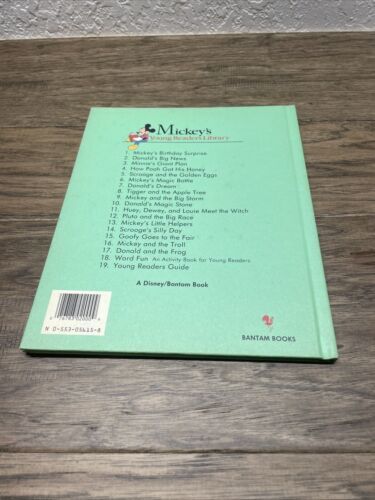 Mickey's
Young Readers Library
1. Mickey's Birthday Surprise
2. Donald's Big News
3. Minnie's Giant Plan
4. How Pooh Got His Honey
5. Scrooge and the Golden Eggs
6. Mickey's Magic Bottle
7. Donald's Dream
8. Tigger and the Apple Tree
9. Mickey and the Big Storm
10. Donald's Magic Stone
11. Huey, Dewey, and Louie Meet the Witch
12. Pluto and the Big Race
13. Mickey's Little Helpers
14. Scrooge's Silly Day
15. Goofy Goes to the Fair
16. Mickey and the Troll
17. Donald and the Frog
18. Word Fun An Activity Book for Young Readers
19. Young Readers Guide
A Disney/Bantam Book
N 0-553-05615-8
BANTAM BOOKS